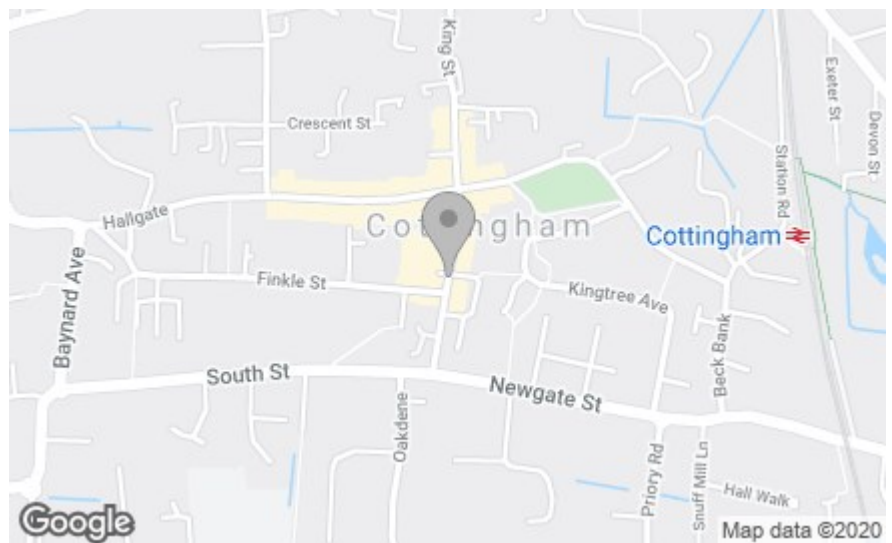 King St
Exeter St
Devon St
Crescent St
Station Rd
Hallgate
Cottingham
Cottingham
Baynard Ave
Finkle St
Kingtree Ave
Beck Bank
South St
Newgate St
Oakdene
Priory Rd
Snuff Mill Ln
Hall Walk
Google
Map data ©2020